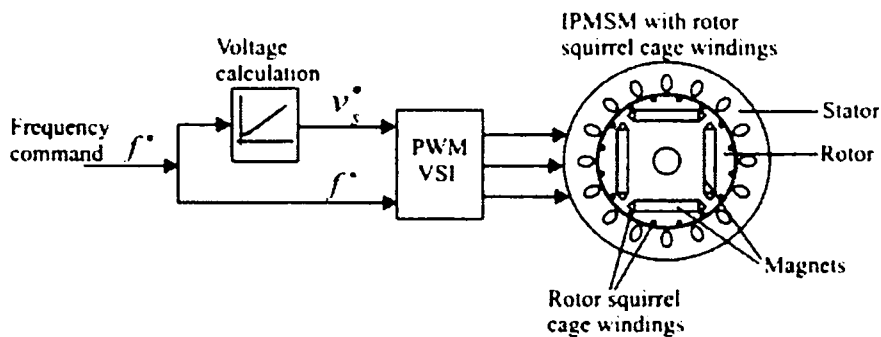 IPMSM with rotor
squirrel cage windings
Voltage
calculation
v*s
Stator
Frequency
command
f*
PWM
VSI
Rotor
f*
Magnets
Rotor squirrel
cage windings